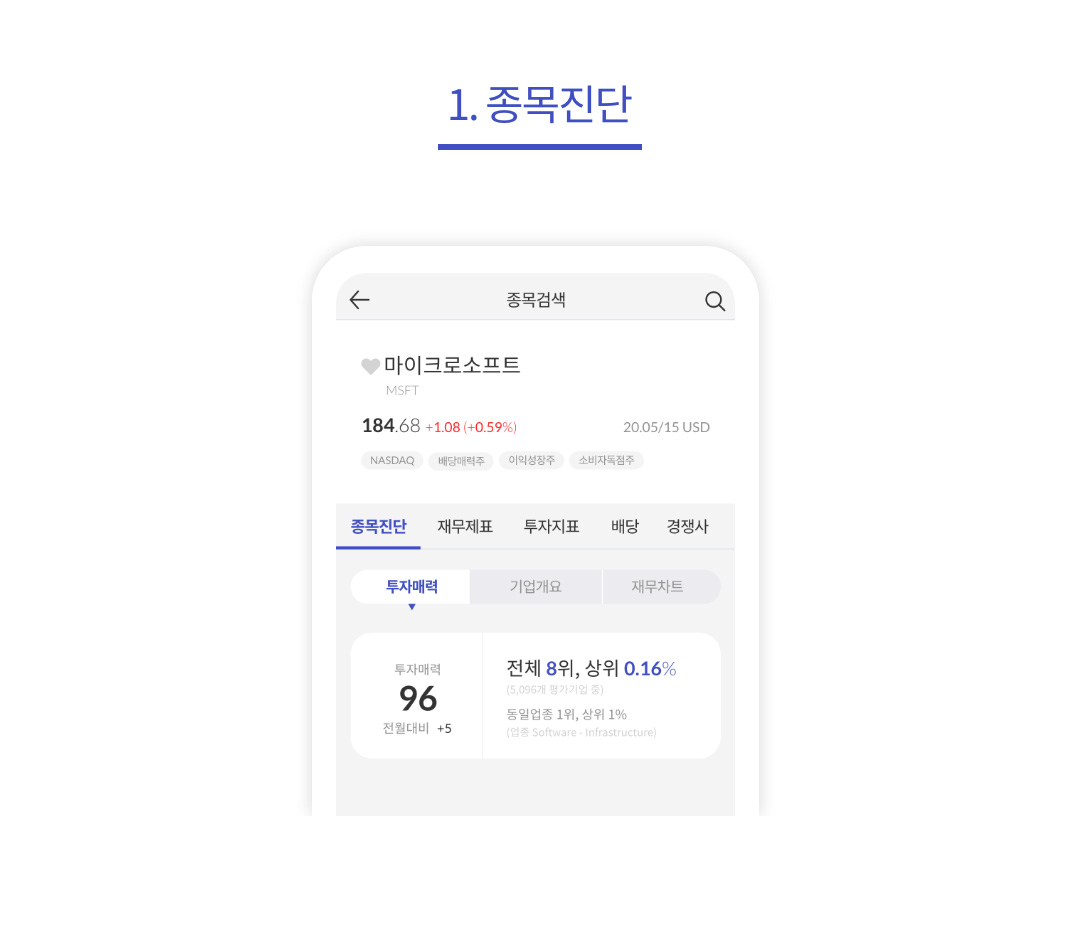 1. 종목진단
종목검색
마이크로소프트
MSFT
184.68 +1.08 (+0.59%) 20.05/15 USD
NASDAQ 배당매력주 이익성장주 소비자독점주
종목진단 재무제표 투자지표 배당 경쟁사
투자매력 기업개요 재무차트
투자매력
96
전월대비 +5
전체 8위, 상위 0.16%
(5,096개 평가기업 중)
동일업종 1위, 상위 1%
(업종 Software - Infrastructure)